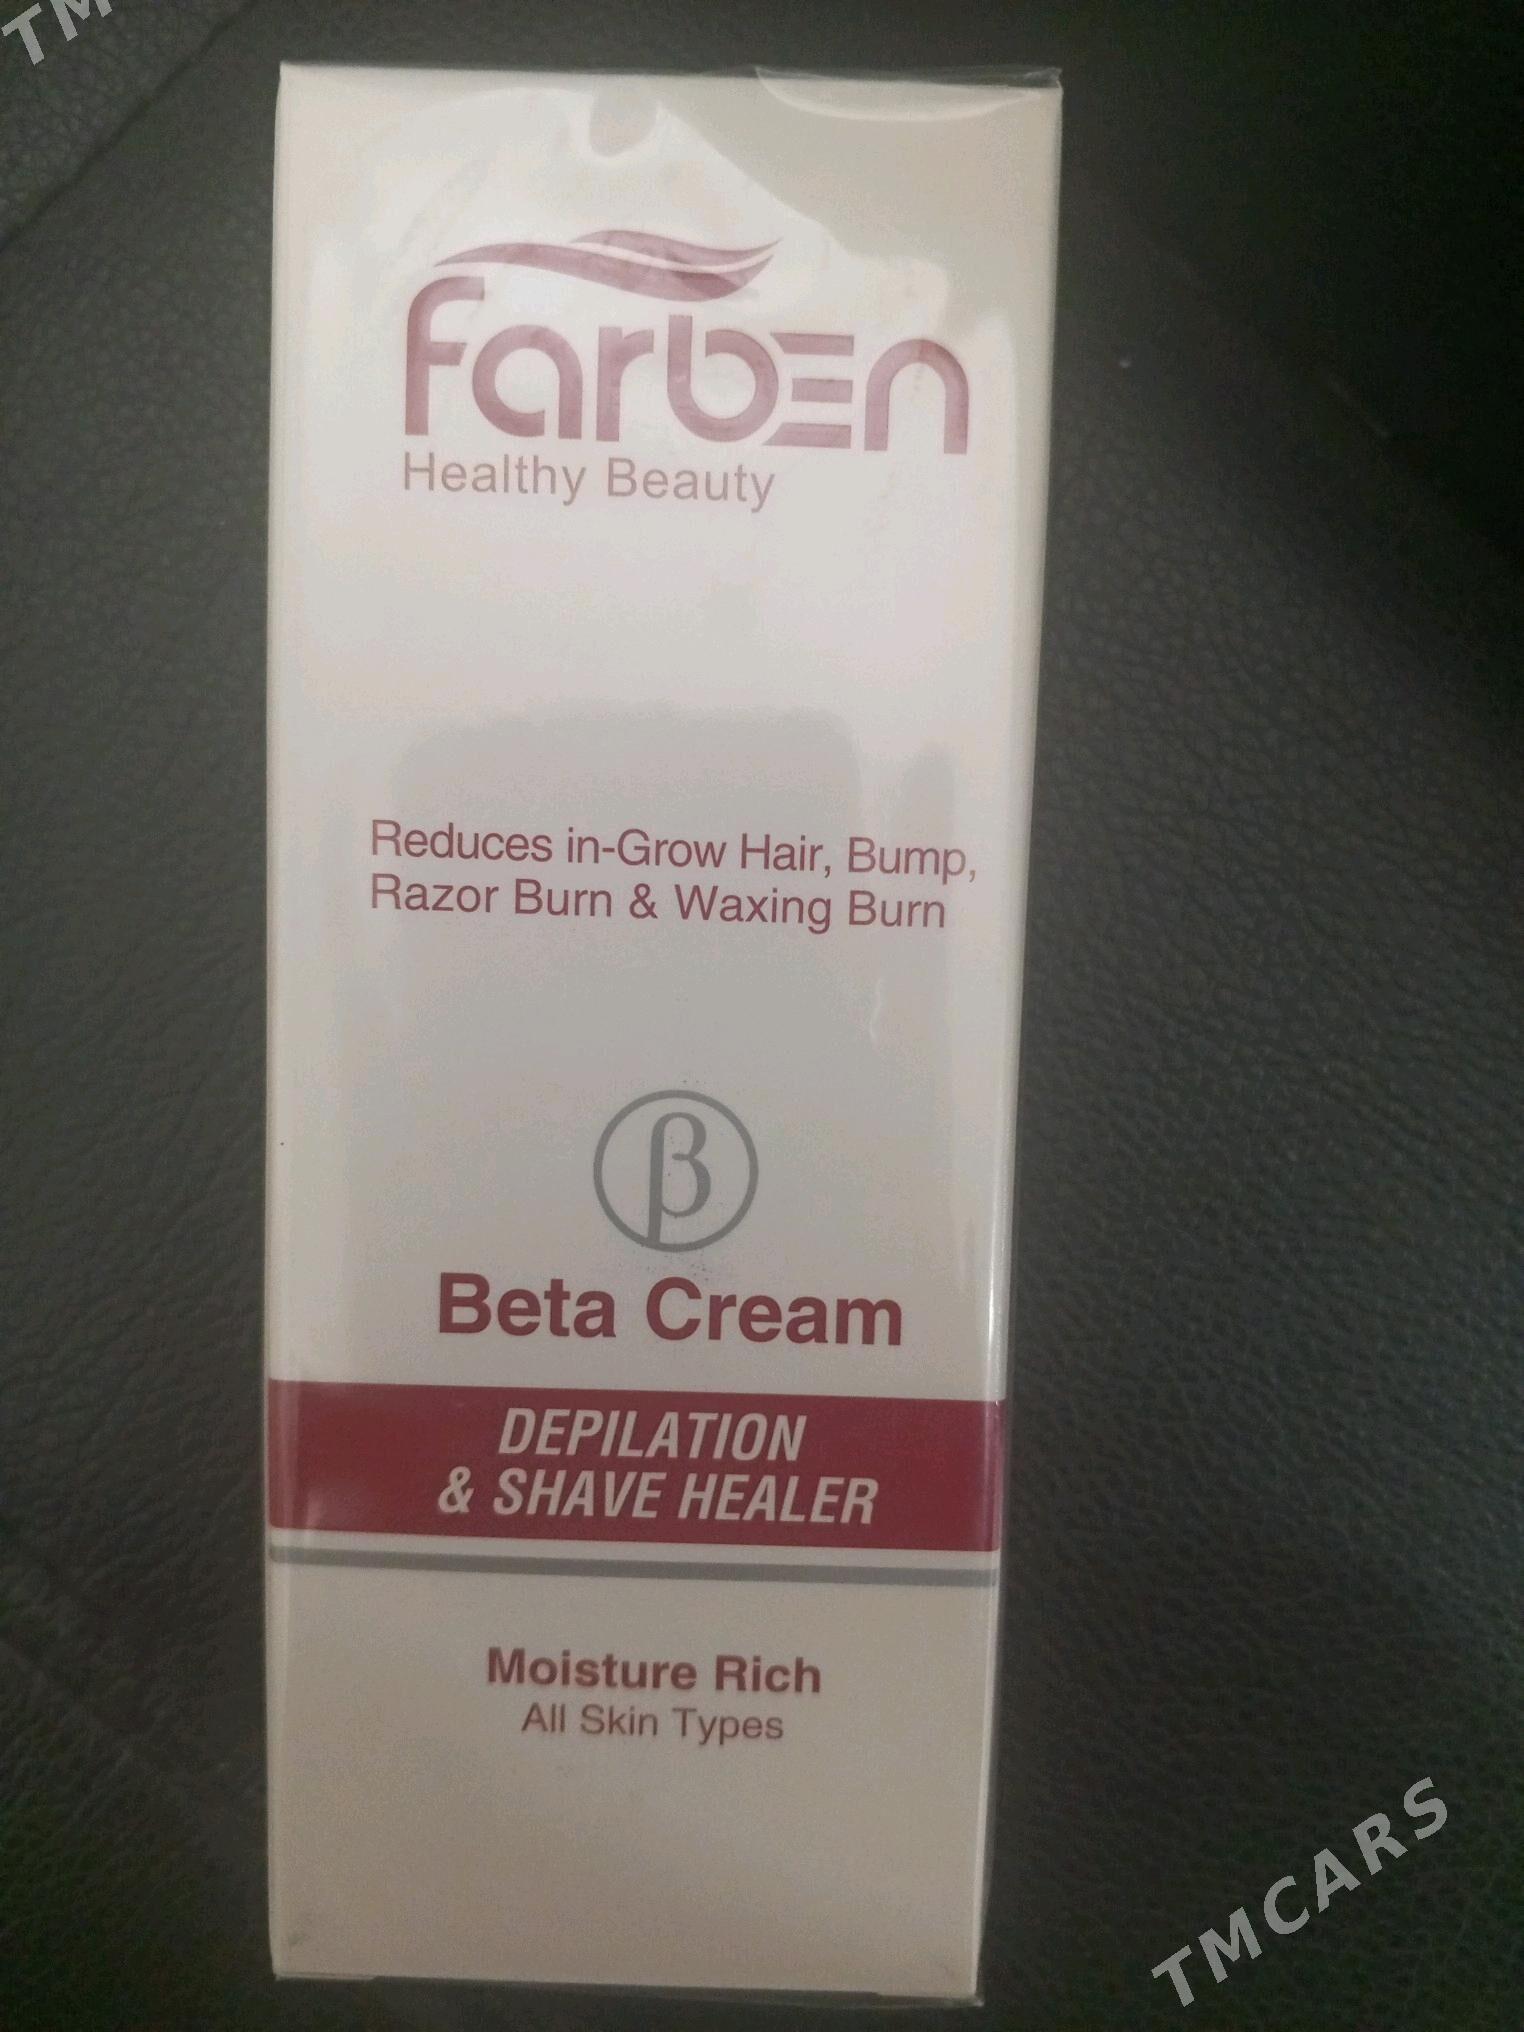 TM
farben
Healthy Beauty
Reduces in-Grow Hair, Bump,
Razor Burn & Waxing Burn
β
Beta Cream
DEPILATION
& SHAVE HEALER
Moisture Rich
All Skin Types
TMCARS